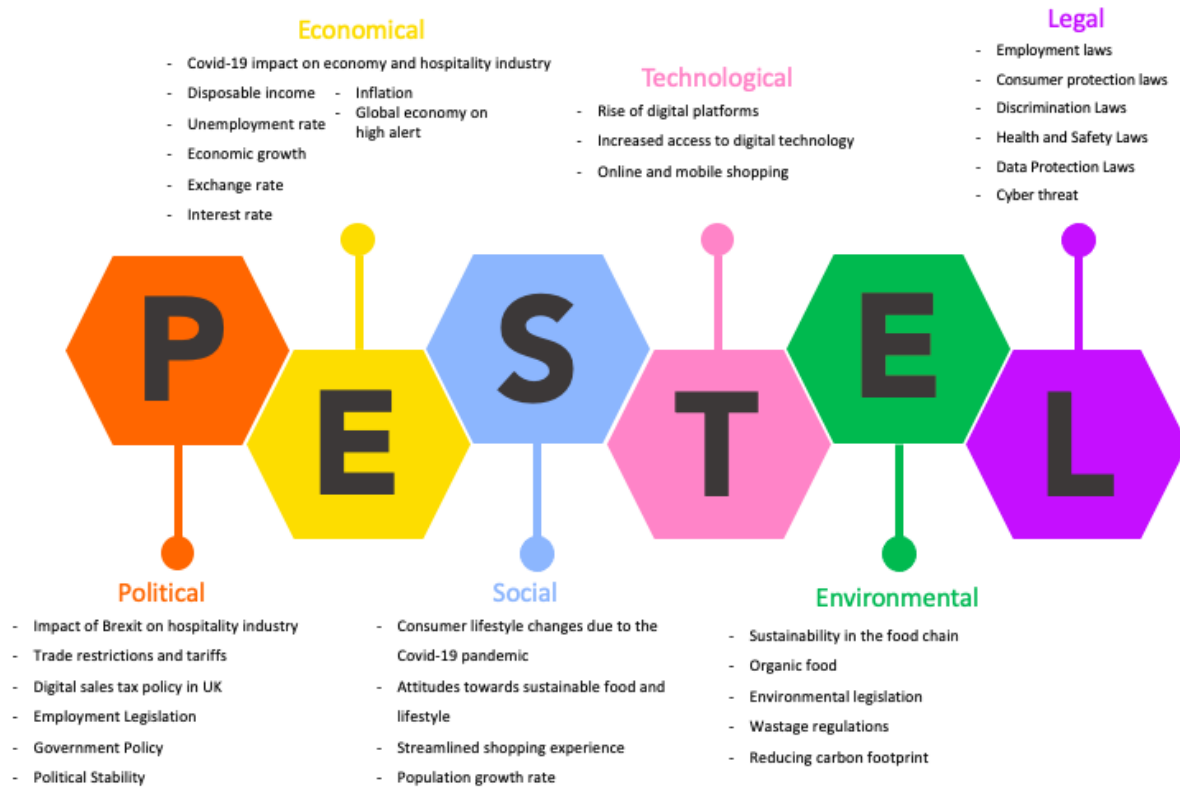 Economical
- Covid-19 impact on economy and hospitality industry
- Disposable income
- Unemployment rate
- Economic growth
- Exchange rate
- Interest rate
- Inflation
- Global economy on
high alert
Technological
- Rise of digital platforms
- Increased access to digital technology
- Online and mobile shopping
Legal
- Employment laws
- Consumer protection laws
- Discrimination Laws
- Health and Safety Laws
- Data Protection Laws
- Cyber threat
P
E
S
T
E
L
Political
- Impact of Brexit on hospitality industry
- Trade restrictions and tariffs
- Digital sales tax policy in UK
- Employment Legislation
- Government Policy
- Political Stability
Social
- Consumer lifestyle changes due to the
Covid-19 pandemic
- Attitudes towards sustainable food and
lifestyle
- Streamlined shopping experience
- Population growth rate
Environmental
- Sustainability in the food chain
- Organic food
- Environmental legislation
- Wastage regulations
- Reducing carbon footprint